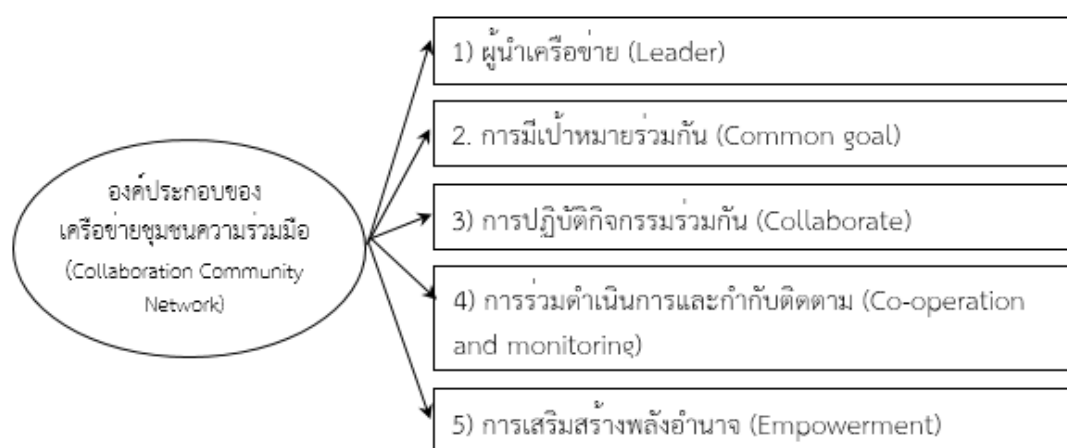 1) ผู้นำเครือข่าย (Leader)
2. การมีเป้าหมายร่วมกัน (Common goal)
องค์ประกอบของ
เครือข่ายชุมชนความร่วมมือ
(Collaboration Community
Network)
3) การปฏิบัติกิจกรรมร่วมกัน (Collaborate)
4) การร่วมดำเนินการและกำกับติดตาม (Co-operation
and monitoring)
5) การเสริมสร้างพลังอำนาจ (Empowerment)